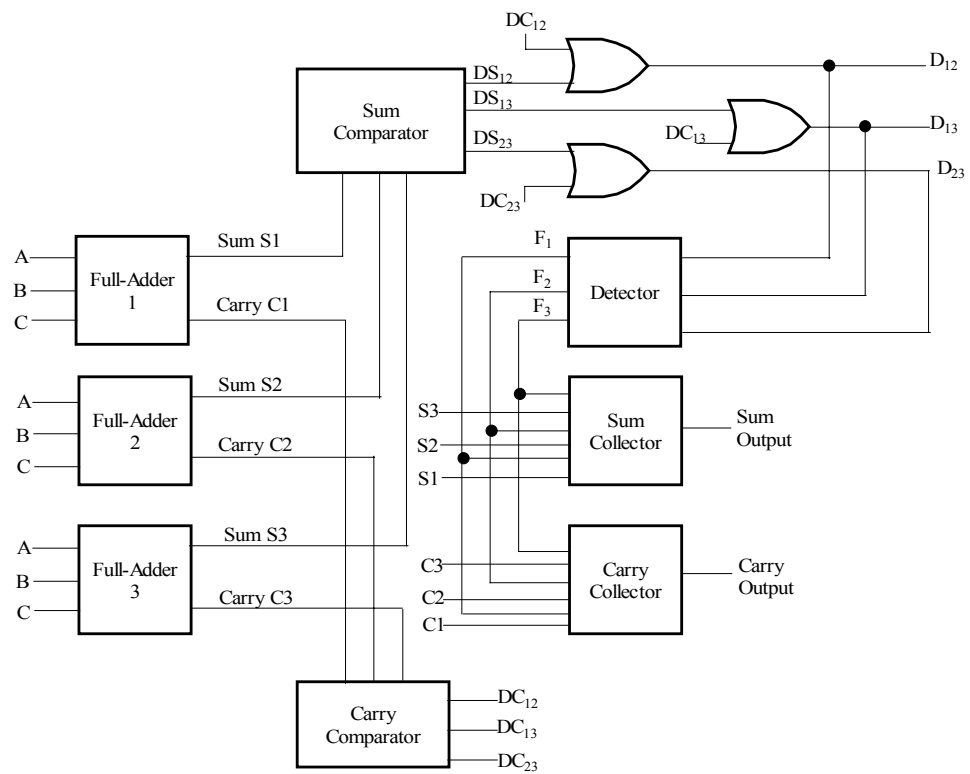 DC₁₂
D₁₂
DS₁₂
Sum
Comparator
DS₁₃
D₁₃
DC₁₃
DS₂₃
D₂₃
DC₂₃
Sum S1
F₁
A
B
C
Full-Adder
1
F₂
Detector
Carry C1
F₃
Sum S2
A
B
C
Full-Adder
2
S3
S2
S1
Sum
Collector
Sum
Output
Carry C2
Sum S3
A
B
C
Full-Adder
3
C3
C2
C1
Carry
Collector
Carry
Output
Carry C3
Carry
Comparator
DC₁₂
DC₁₃
DC₂₃